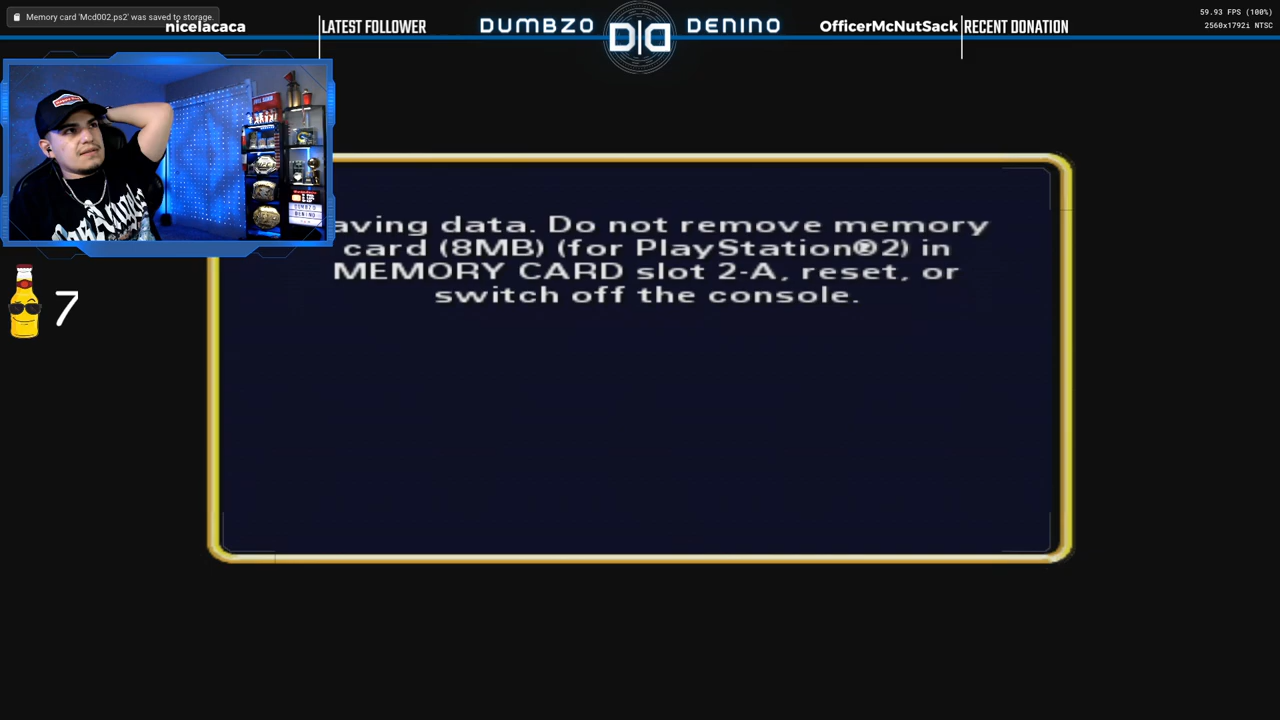 Memory card 'Mcd002.ps2' was saved to storage.
nicelacaca
LATEST FOLLOWER
DUMBZO
D|D
DENINO
OfficerMcNutSack
RECENT DONATION
59.93 FPS (100%)
2560x1792i NTSC
aving data. Do not remove memory
card (8MB) (for PlayStation®2) in
MEMORY CARD slot 2-A, reset, or
switch off the console.
7